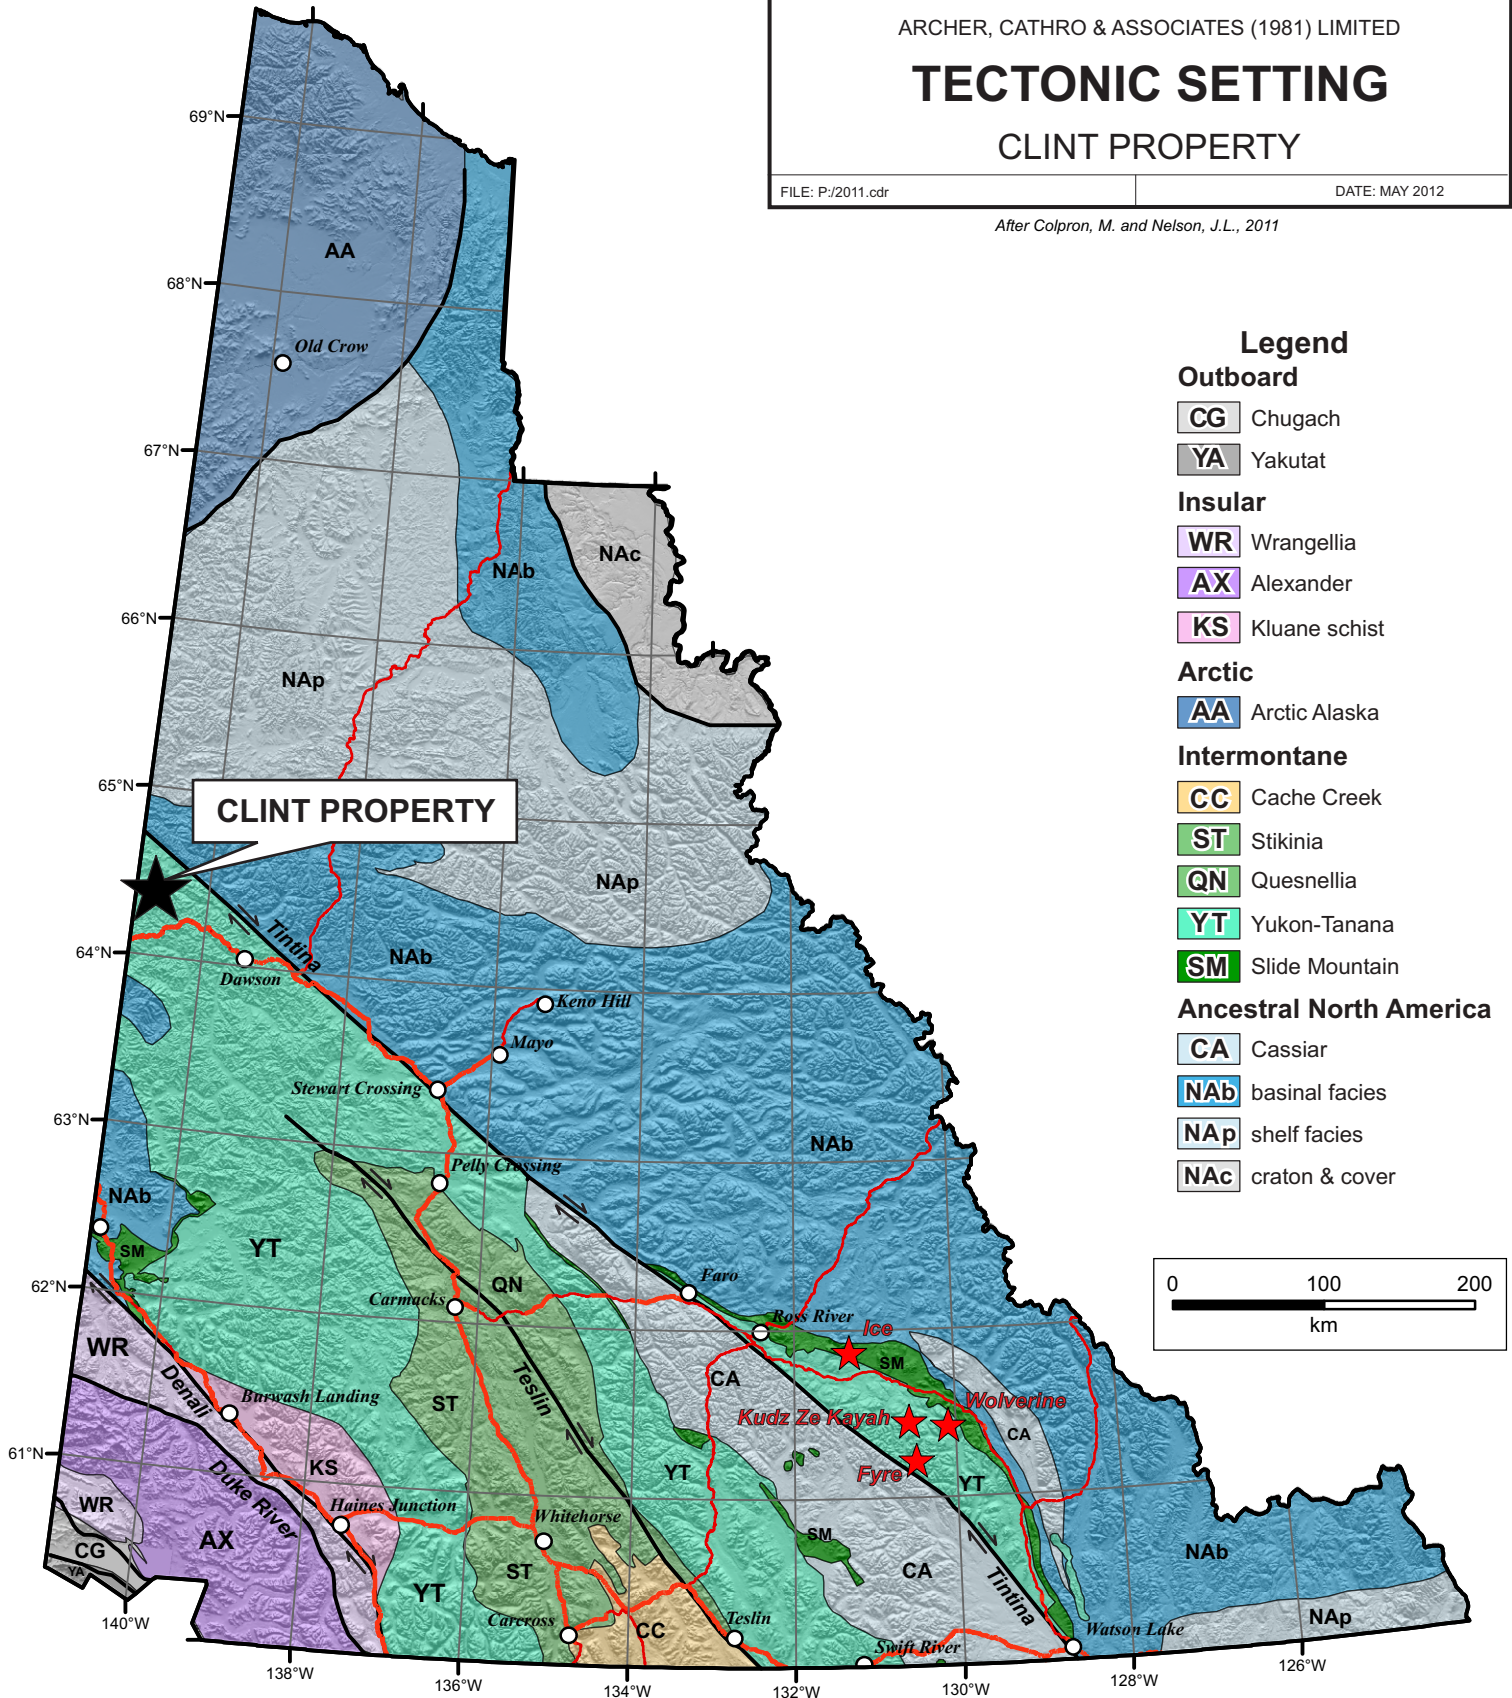 ARCHER, CATHRO & ASSOCIATES (1981) LIMITED
TECTONIC SETTING
CLINT PROPERTY
FILE: P:/2011.cdr
DATE: MAY 2012
After Colpron, M. and Nelson, J.L., 2011
69°N
AA
68°N
Old Crow
67°N
NAc
NAb
66°N
NAp
65°N
CLINT PROPERTY
NAp
Tintina
64°N
NAb
Dawson
Keno Hill
Mayo
Stewart Crossing
63°N
NAb
Pelly Crossing
NAb
YT
SM
62°N
QN
Faro
Carmacks
Ross River
Ice
WR
SM
Denali
CA
Teslin
Burwash Landing
ST
Wolverine
Kudz Ze Kayah
CA
61°N
KS
YT
Fyre
YT
Duke River
WR
Haines Junction
Whitehorse
AX
SM
CG
NAb
YA
ST
CA
YT
Tintina
140°W
Carcross
CC
Teslin
Swift River
Watson Lake
NAp
138°W
136°W
134°W
132°W
130°W
128°W
126°W
Legend
Outboard
CG Chugach
YA Yakutat
Insular
WR Wrangellia
AX Alexander
KS Kluane schist
Arctic
AA Arctic Alaska
Intermontane
CC Cache Creek
ST Stikinia
QN Quesnellia
YT Yukon-Tanana
SM Slide Mountain
Ancestral North America
CA Cassiar
NAb basinal facies
NAp shelf facies
NAc craton & cover
0 100 200
km